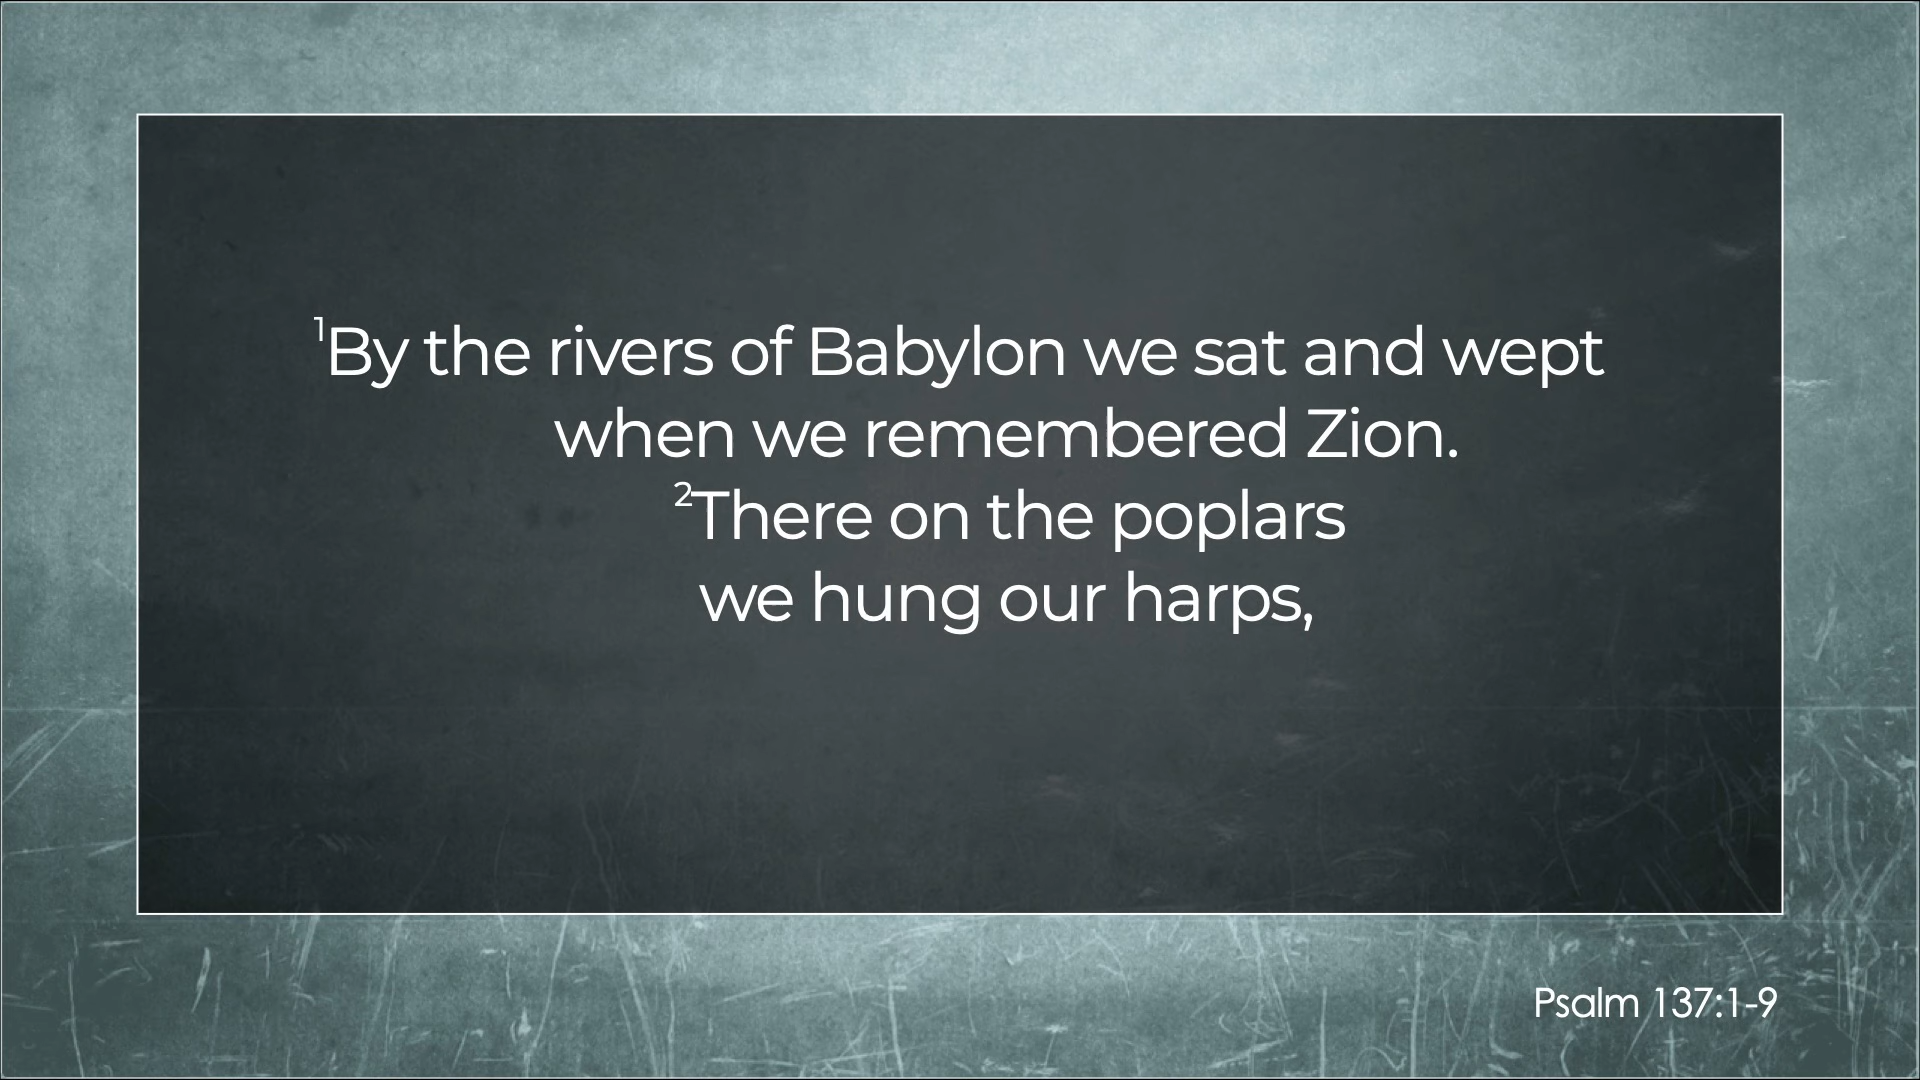 ¹By the rivers of Babylon we sat and wept
when we remembered Zion.
²There on the poplars
we hung our harps,
Psalm 137:1-9